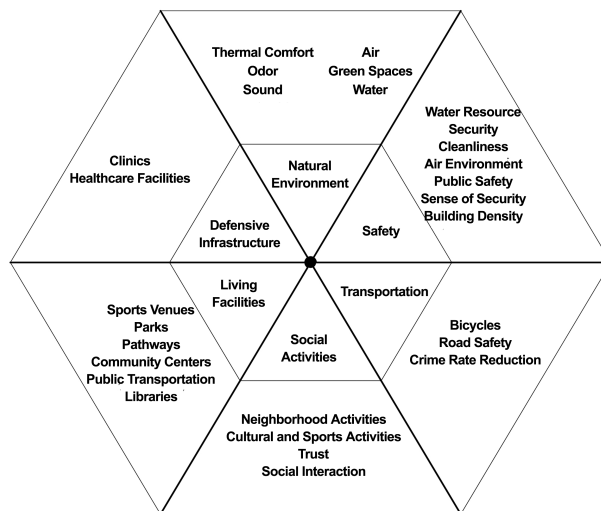 Thermal Comfort
Odor
Sound
Air
Green Spaces
Water
Water Resource
Security
Cleanliness
Air Environment
Public Safety
Sense of Security
Building Density
Clinics
Healthcare Facilities
Natural
Environment
Defensive
Infrastructure
Safety
Living
Facilities
Transportation
Social
Activities
Sports Venues
Parks
Pathways
Community Centers
Public Transportation
Libraries
Bicycles
Road Safety
Crime Rate Reduction
Neighborhood Activities
Cultural and Sports Activities
Trust
Social Interaction